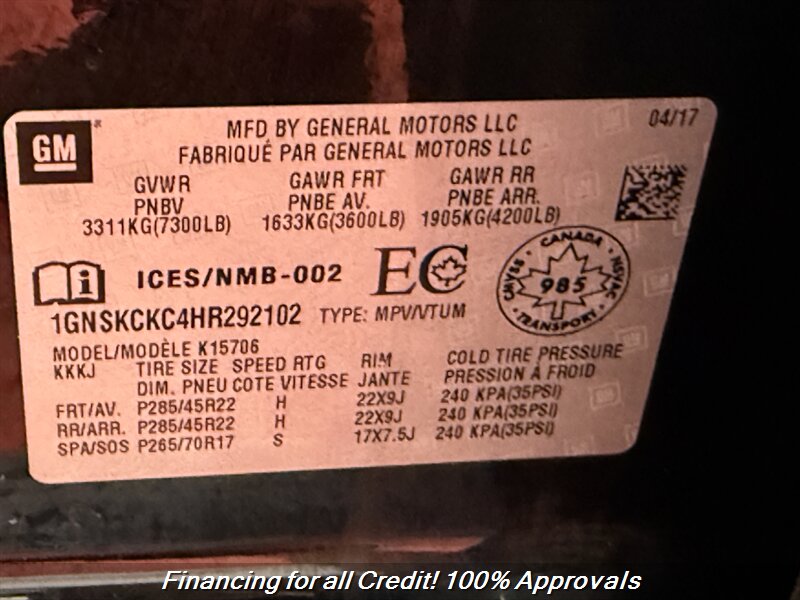 GM
MFD BY GENERAL MOTORS LLC 04/17
FABRIQUÉ PAR GENERAL MOTORS LLC
GVWR GAWR FRT GAWR RR
PNBV PNBE AV. PNBE ARR.
3311KG(7300LB) 1633KG(3600LB) 1905KG(4200LB)
i ICES/NMB-002 EC
CANADA
CMVSS 985 NSVAC
TRANSPORT
1GNSKCKC4HR292102 TYPE: MPV/VTUM
MODEL/MODÈLE K15706
KKKJ TIRE SIZE SPEED RTG RIM COLD TIRE PRESSURE
DIM. PNEU COTE VITESSE JANTE PRESSION À FROID
FRT/AV. P285/45R22 H 22X9J 240 KPA(35PSI)
RR/ARR. P285/45R22 H 22X9J 240 KPA(35PSI)
SPA/SOS P265/70R17 S 17X7.5J 240 KPA(35PSI)
Financing for all Credit! 100% Approvals